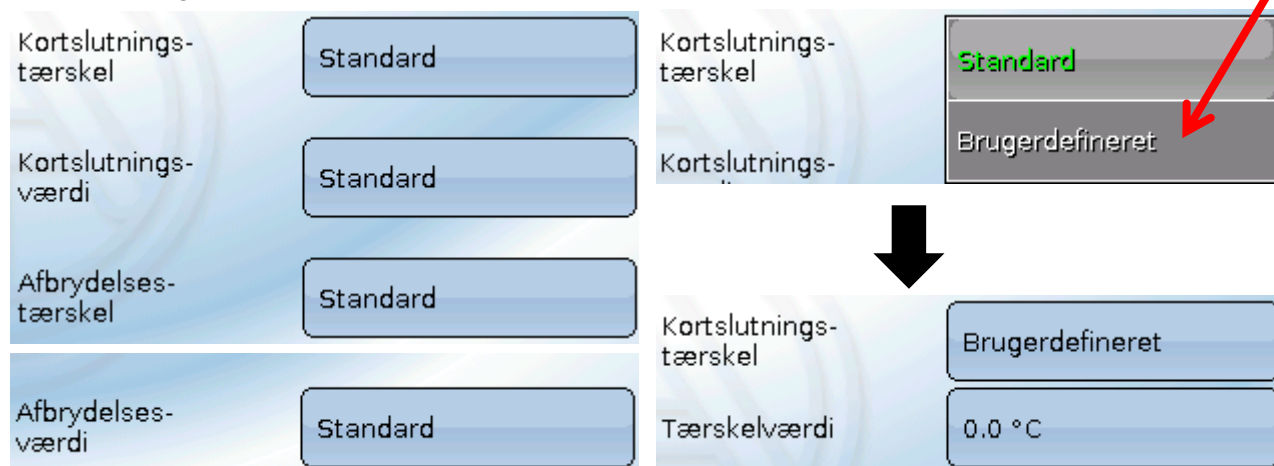 Kortslutnings-
tærskel
Standard
Kortslutnings-
værdi
Standard
Afbrydelses-
tærskel
Standard
Afbrydelses-
værdi
Standard
Kortslutnings-
tærskel
Standard
Brugerdefineret
Kortslutnings-
Kortslutnings-
tærskel
Brugerdefineret
Tærskelværdi
0.0 °C